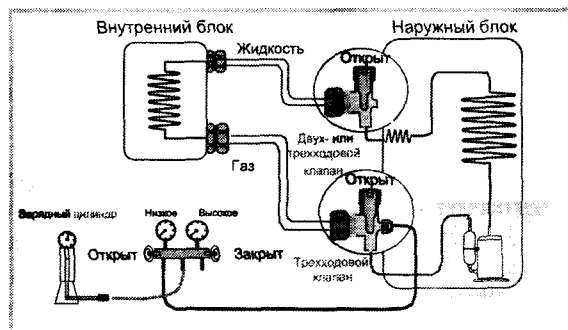 Внутренний блок
Наружный блок
Жидкость
Открыт
Двух- или
трехходовой
клапан
Газ
Открыт
Зарядный цилиндр
Низкое
Высокое
Открыт
Закрыт
Трехходовой
клапан